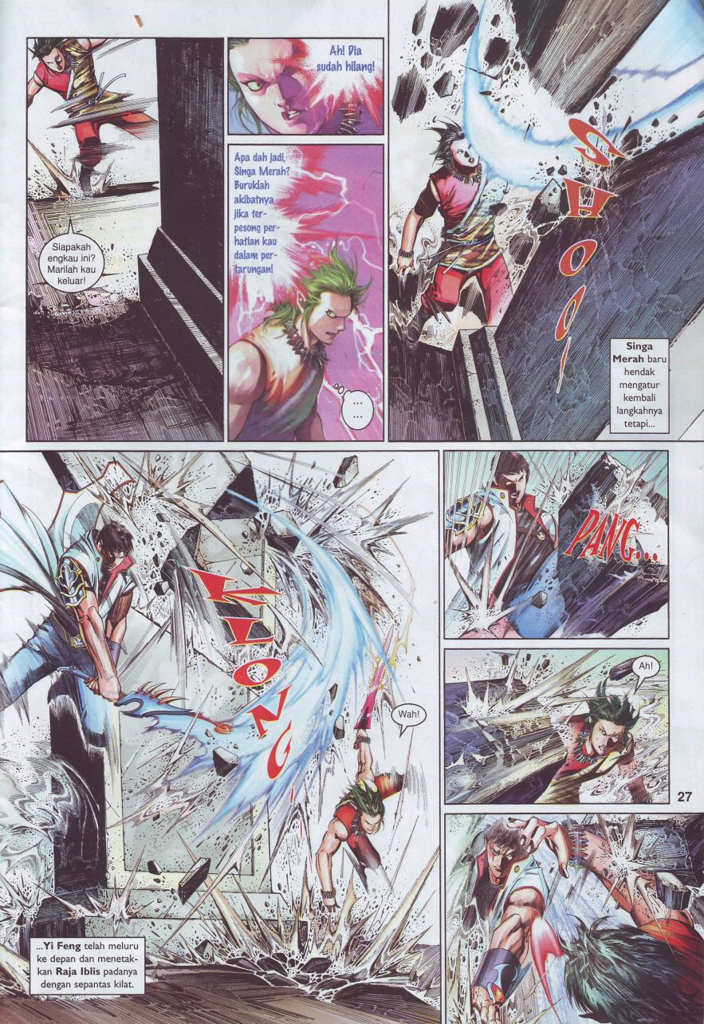 Siapakah
engkau ini?
Marilah kau
keluar!
Ah! Dia
sudah hilang!
Apa dah jadi,
Singa Merah?
Buruklah
akibatnya
jika ter-
pesong per-
hatian kau
dalam per-
tarungan!
...
...
SHOOI
Singa
Merah baru
hendak
mengatur
kembali
langkahnya
tetapi...
KLONG...
Wah!
...Yi Feng telah meluru
ke depan dan menetak-
kan Raja Iblis padanya
dengan sepantas kilat.
PANG...
Ah!
27